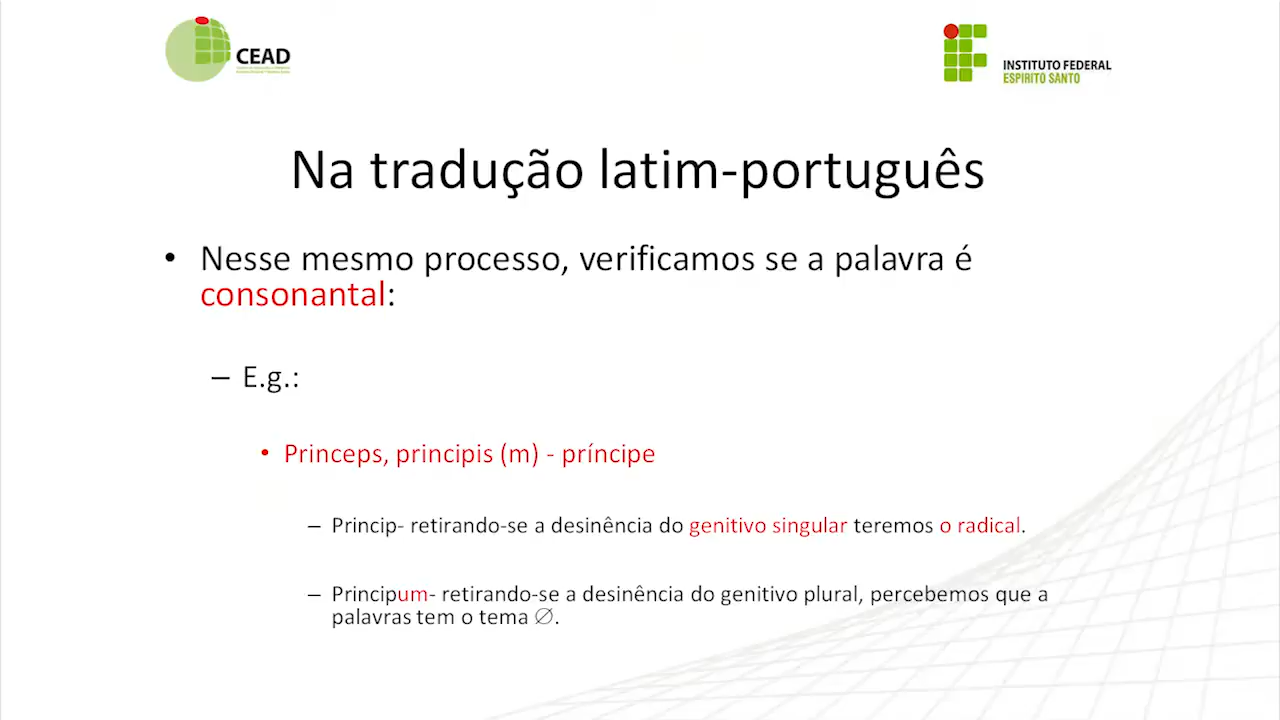 CEAD
INSTITUTO FEDERAL
ESPÍRITO SANTO
Na tradução latim-português
• Nesse mesmo processo, verificamos se a palavra é
consonantal:
– E.g.:
• Princeps, principis (m) - príncipe
– Princip- retirando-se a desinência do genitivo singular teremos o radical.
– Principum- retirando-se a desinência do genitivo plural, percebemos que a
palavras tem o tema ∅.